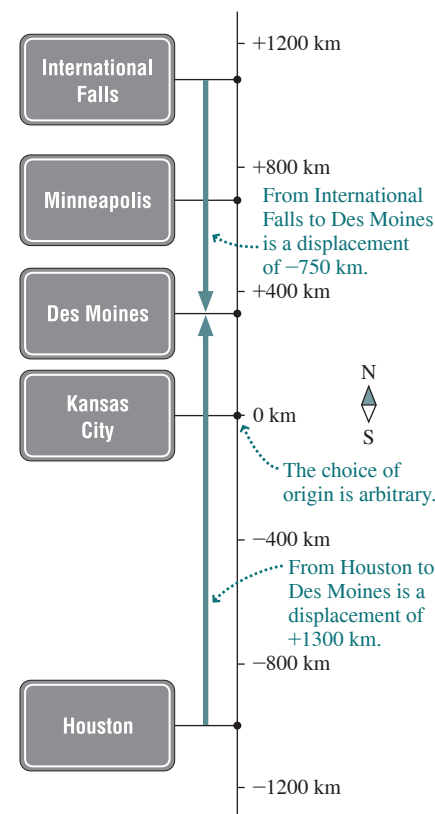 +1200 km
International
Falls
+800 km
Minneapolis
From International
Falls to Des Moines
is a displacement
of −750 km.
+400 km
Des Moines
Kansas
City
0 km
N
S
The choice of
origin is arbitrary.
−400 km
From Houston to
Des Moines is a
displacement of
+1300 km.
−800 km
Houston
−1200 km